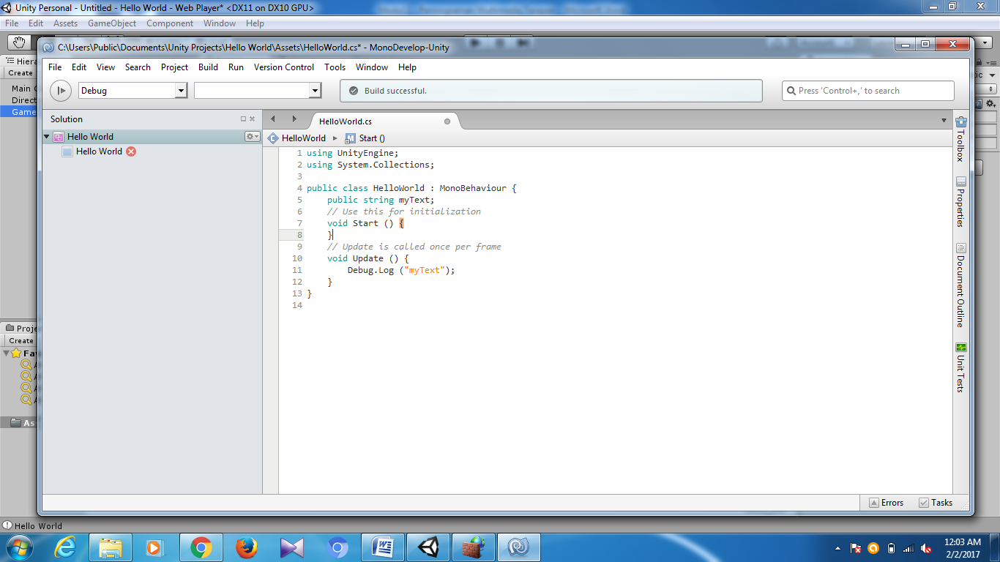 Unity Personal - Untitled - Hello World - Web Player* <DX11 on DX10 GPU>
File Edit Assets GameObject Component Window Help
C:\Users\Public\Documents\Unity Projects\Hello World\Assets\HelloWorld.cs* - MonoDevelop-Unity
Hiera
Create
Main C
Direct
Game
File Edit View Search Project Build Run Version Control Tools Window Help
Debug
Build successful.
Press 'Control+,' to search
Solution
Hello World
Hello World
HelloWorld.cs
HelloWorld Start ()
1 using UnityEngine;
2 using System.Collections;
3
4 public class HelloWorld : MonoBehaviour {
5 public string myText;
6 // Use this for initialization
7 void Start () {
8 }
9 // Update is called once per frame
10 void Update () {
11 Debug.Log ("myText");
12 }
13 }
14
Toolbox
Properties
Document Outline
Unit Tests
Proje
Create
Fav
A
A
A
A
Ass
Errors Tasks
Hello World
12:03 AM
2/2/2017